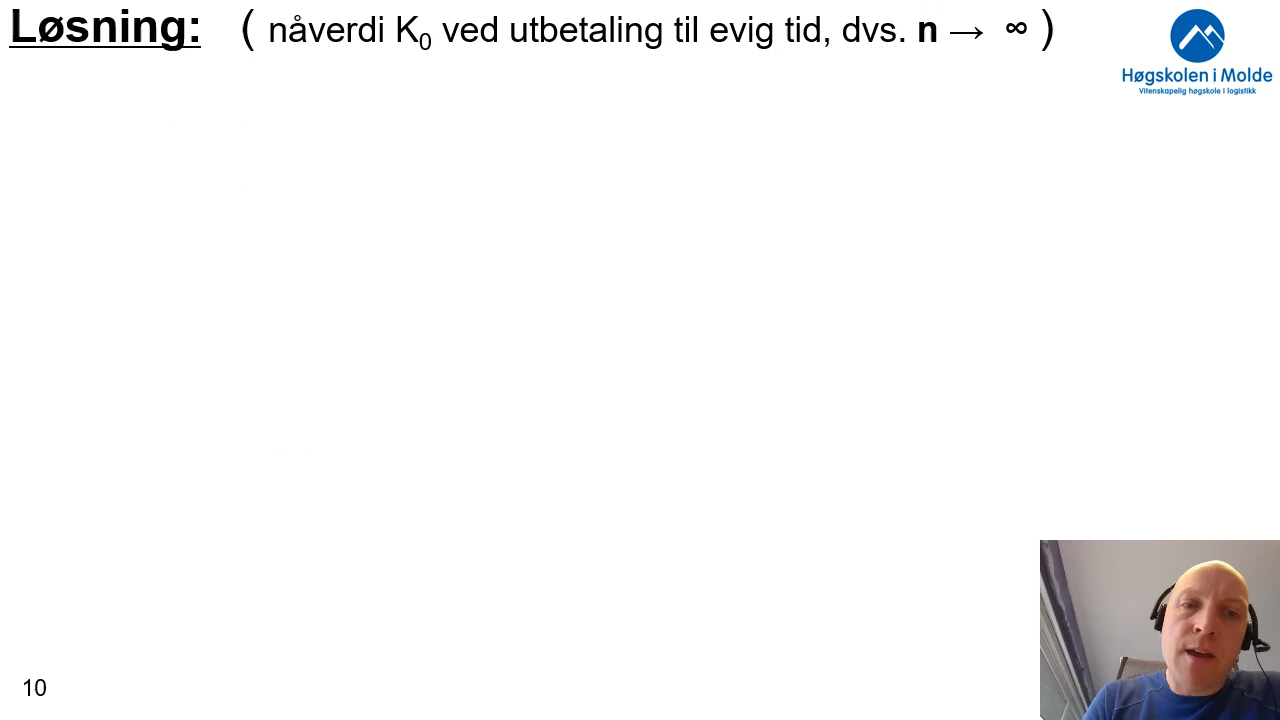 Løsning: ( nåverdi K₀ ved utbetaling til evig tid, dvs. n → ∞ )
Høgskolen i Molde
Vitenskapelig høgskole i logistikk
10